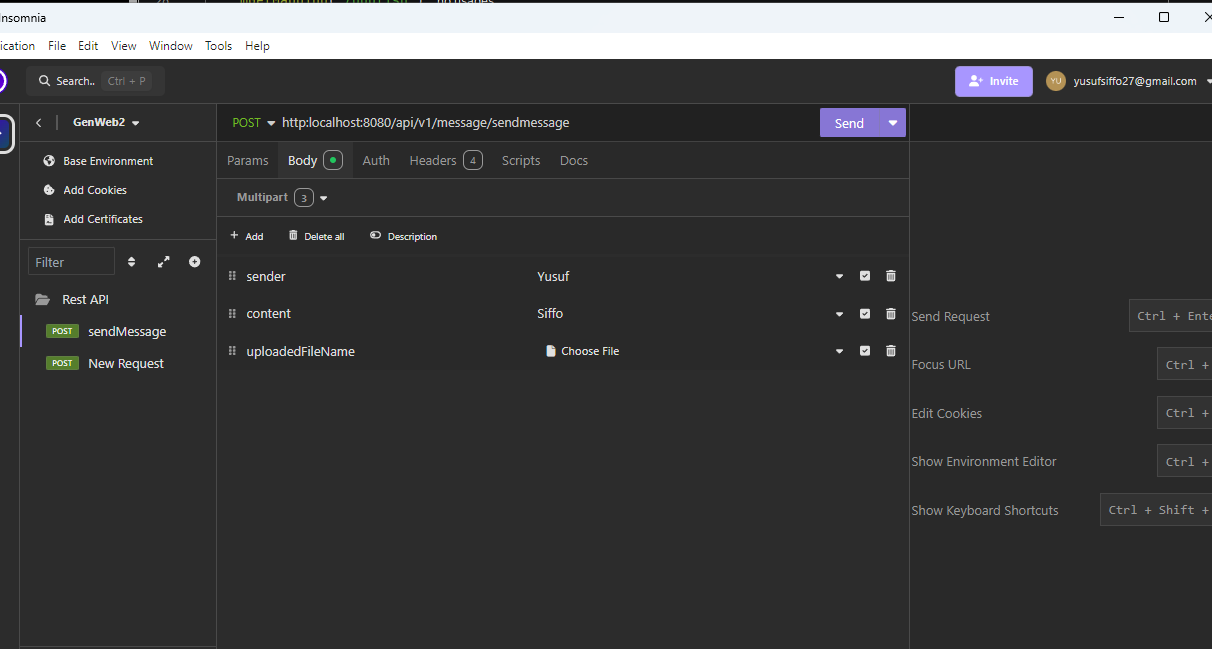 Insomnia
ication File Edit View Window Tools Help
Search.. Ctrl + P
Invite
YU yusufsiffo27@gmail.com
GenWeb2
POST http:localhost:8080/api/v1/message/sendmessage
Send
Base Environment
Add Cookies
Add Certificates
Params Body Auth Headers 4 Scripts Docs
Multipart 3
Add Delete all Description
Filter
sender Yusuf
content Siffo
uploadedFileName Choose File
Rest API
POST sendMessage
POST New Request
Send Request Ctrl + Ente
Focus URL Ctrl +
Edit Cookies Ctrl +
Show Environment Editor Ctrl +
Show Keyboard Shortcuts Ctrl + Shift +